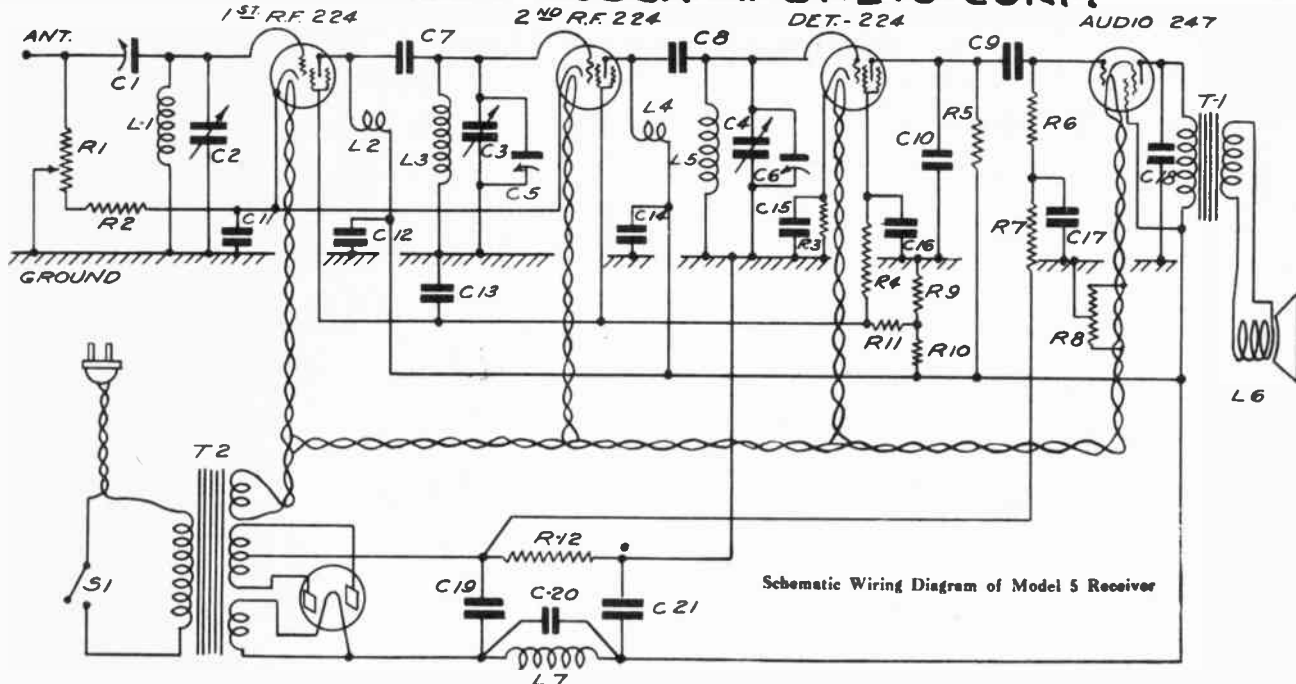 CORP.
1ST. R.F. 224
2ND R.F. 224
DET.-224
AUDIO 247
ANT.
C1
C7
C8
C9
T-1
R1
L-1
C2
L2
L3
C3
C5
L4
L5
C4
C6
C10
R5
R6
C18
R2
C11
C12
C14
C15
R3
C16
R7
C17
GROUND
C13
R4
R9
R11
R10
R8
L6
T2
S1
R-12
C19
C-20
C21
L7
Schematic Wiring Diagram of Model 5 Receiver